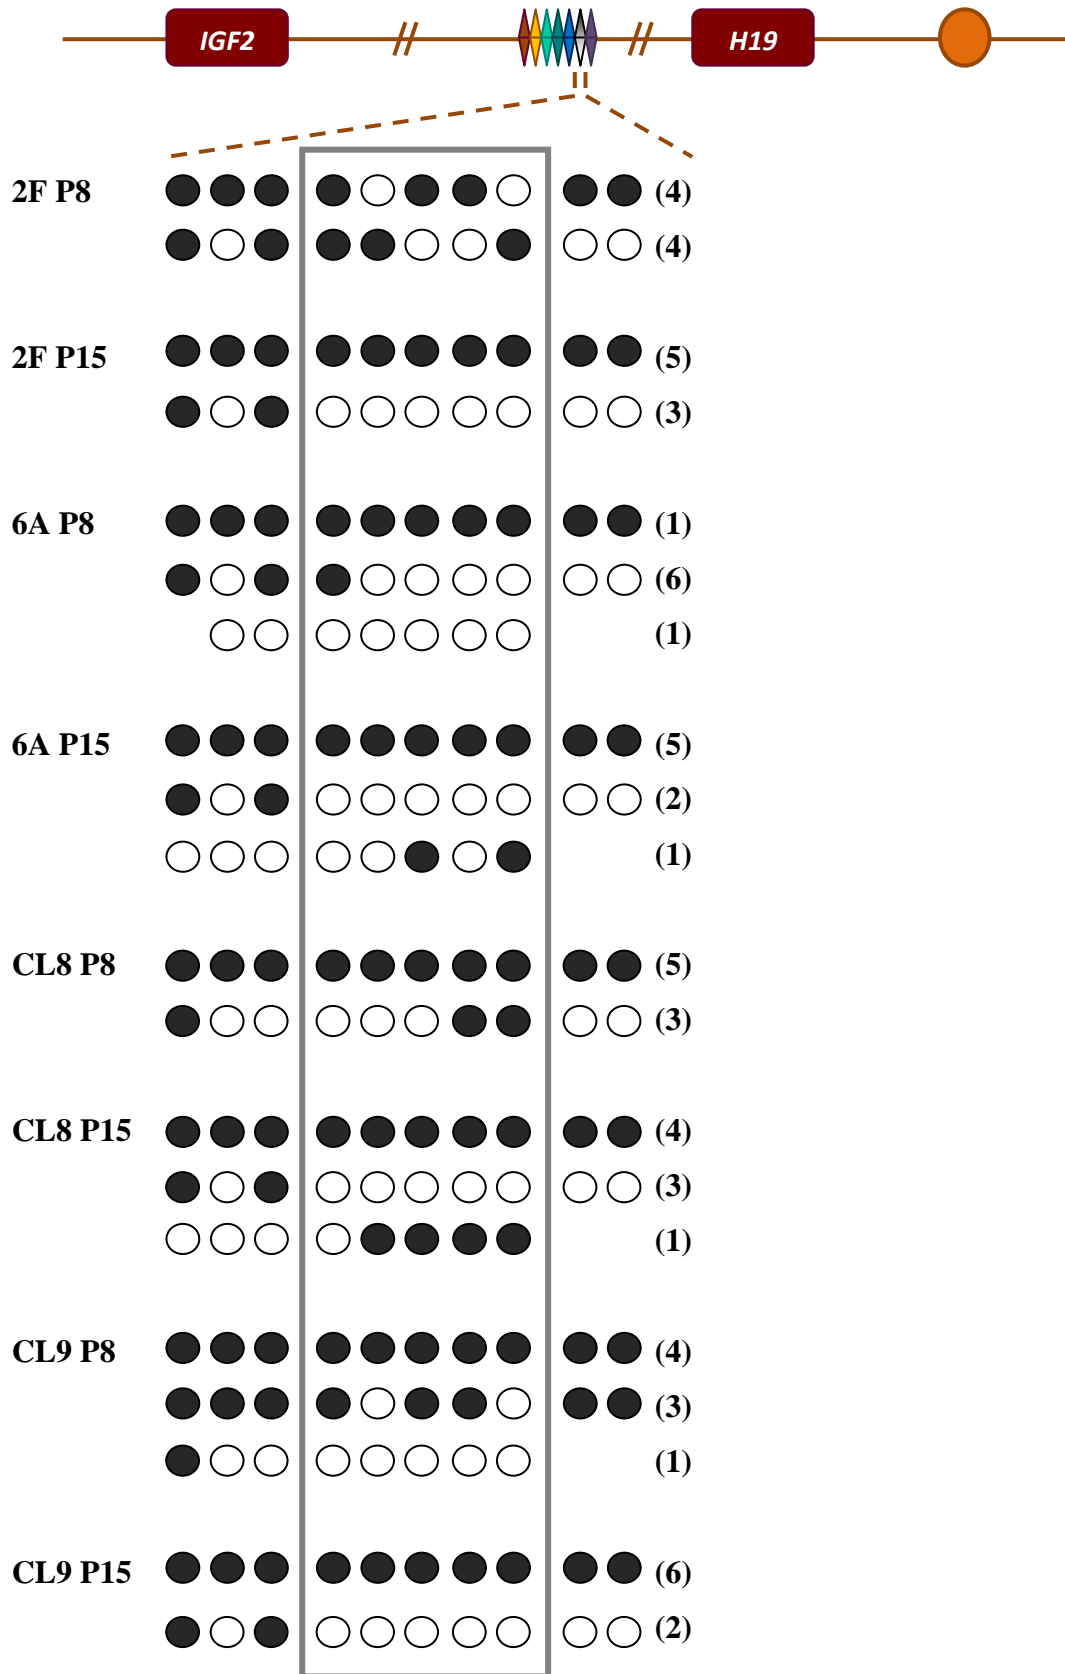 IGF2 H19
2F P8 (4)
(4)
2F P15 (5)
(3)
6A P8 (1)
(6)
(1)
6A P15 (5)
(2)
(1)
CL8 P8 (5)
(3)
CL8 P15 (4)
(3)
(1)
CL9 P8 (4)
(3)
(1)
CL9 P15 (6)
(2)